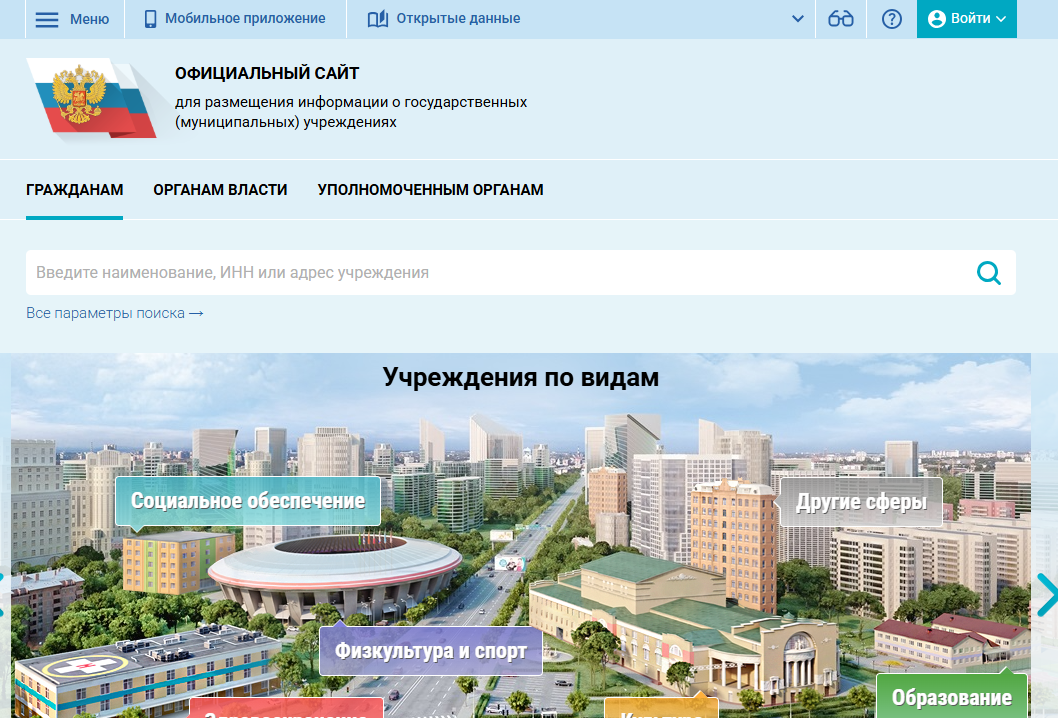 Меню
Мобильное приложение
Открытые данные
Войти
ОФИЦИАЛЬНЫЙ САЙТ
для размещения информации о государственных
(муниципальных) учреждениях
ГРАЖДАНАМ
ОРГАНАМ ВЛАСТИ
УПОЛНОМОЧЕННЫМ ОРГАНАМ
Введите наименование, ИНН или адрес учреждения
Все параметры поиска →
Учреждения по видам
Социальное обеспечение
Другие сферы
Физкультура и спорт
Образование